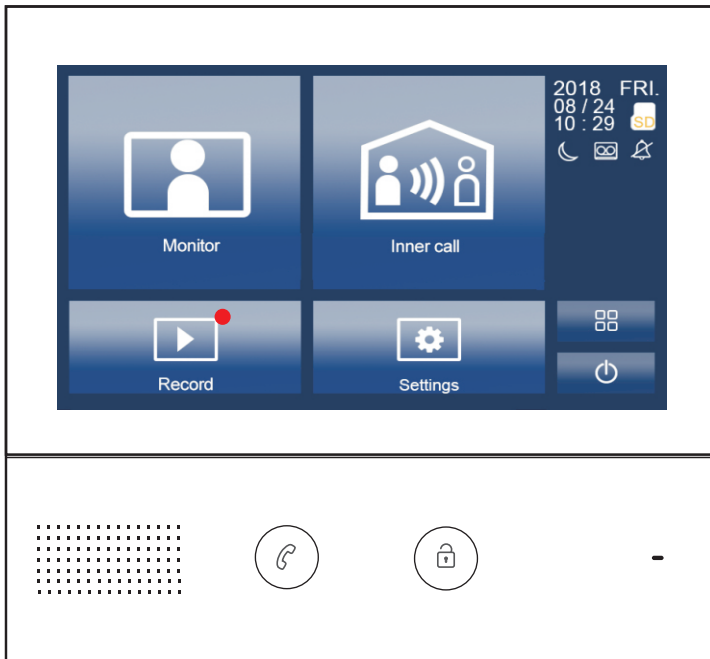 2018 FRI.
08 / 24
10 : 29 SD
Monitor
Inner call
Record
Settings